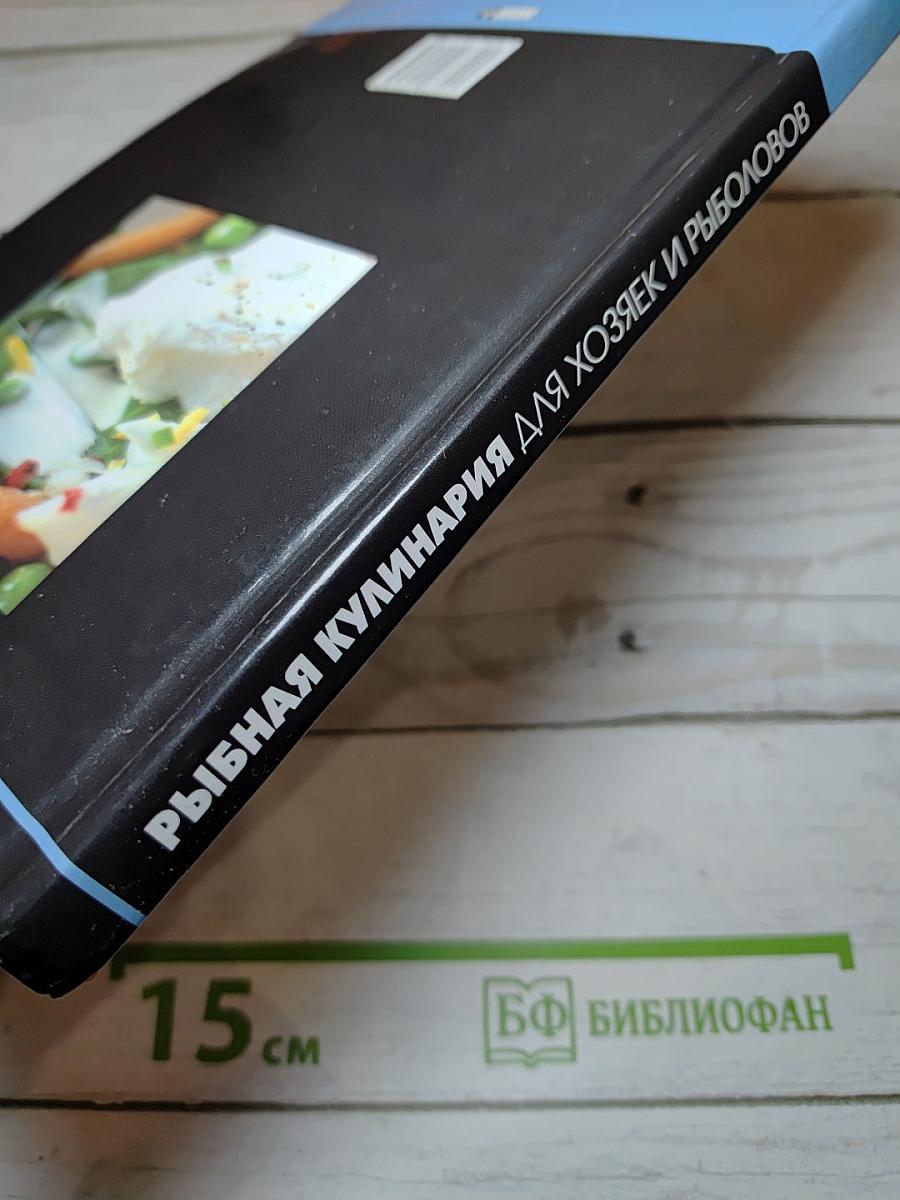 РЫБНАЯ КУЛИНАРИЯ ДЛЯ ХОЗЯЕК И РЫБОЛОВОВ
15 см
БФ БИБЛИОФАН